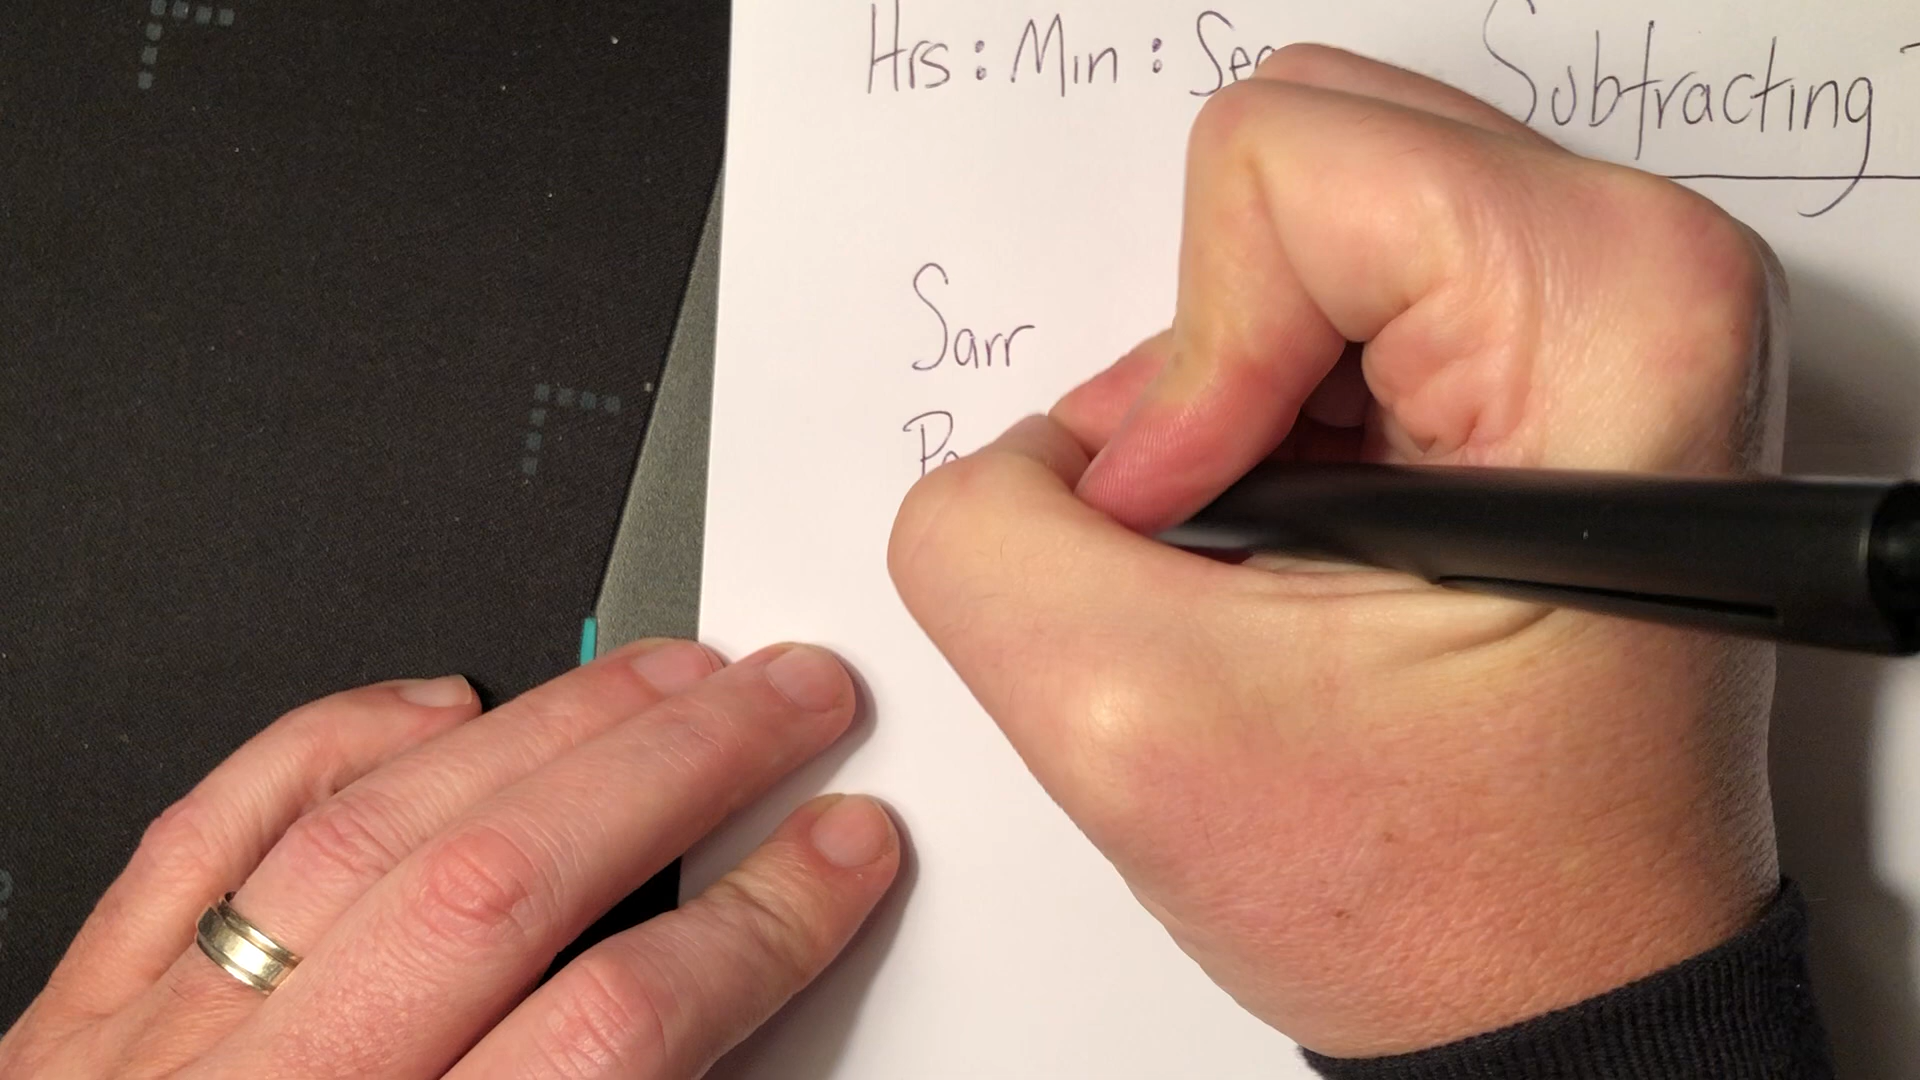 Hrs : Min : Sec
Subtracting
Sarr